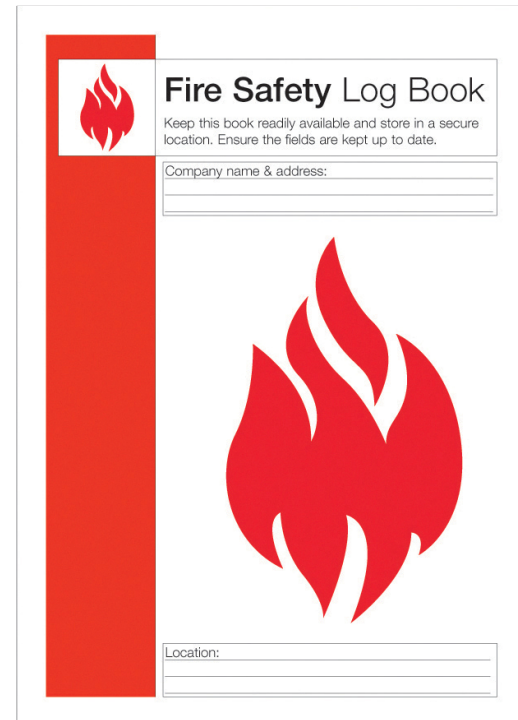 Fire Safety Log Book
Keep this book readily available and store in a secure
location. Ensure the fields are kept up to date.
Company name & address:
Location: